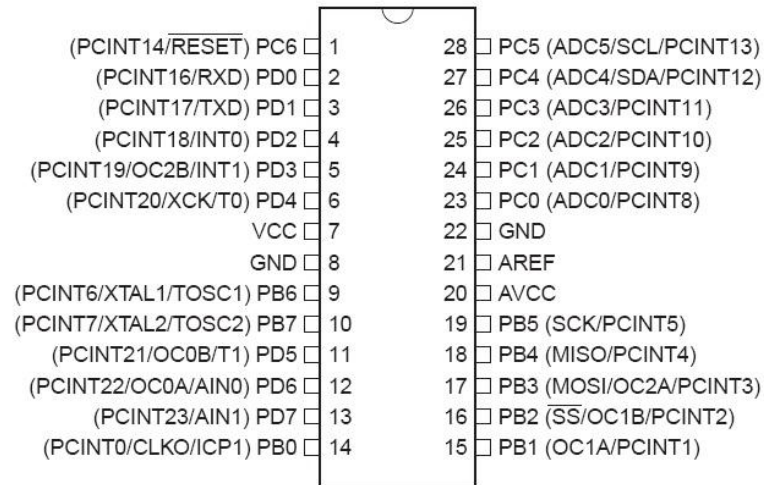 (PCINT14/RESET) PC6 1 28 PC5 (ADC5/SCL/PCINT13)
(PCINT16/RXD) PD0 2 27 PC4 (ADC4/SDA/PCINT12)
(PCINT17/TXD) PD1 3 26 PC3 (ADC3/PCINT11)
(PCINT18/INT0) PD2 4 25 PC2 (ADC2/PCINT10)
(PCINT19/OC2B/INT1) PD3 5 24 PC1 (ADC1/PCINT9)
(PCINT20/XCK/T0) PD4 6 23 PC0 (ADC0/PCINT8)
VCC 7 22 GND
GND 8 21 AREF
(PCINT6/XTAL1/TOSC1) PB6 9 20 AVCC
(PCINT7/XTAL2/TOSC2) PB7 10 19 PB5 (SCK/PCINT5)
(PCINT21/OC0B/T1) PD5 11 18 PB4 (MISO/PCINT4)
(PCINT22/OC0A/AIN0) PD6 12 17 PB3 (MOSI/OC2A/PCINT3)
(PCINT23/AIN1) PD7 13 16 PB2 (SS/OC1B/PCINT2)
(PCINT0/CLKO/ICP1) PB0 14 15 PB1 (OC1A/PCINT1)